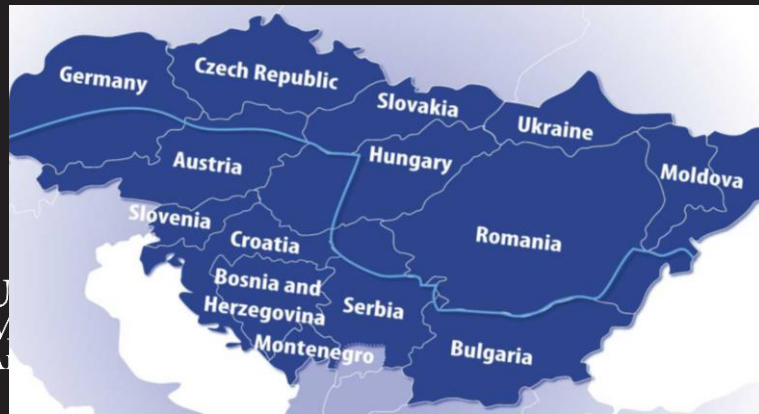 Germany
Czech Republic
Slovakia
Ukraine
Austria
Hungary
Moldova
Slovenia
Croatia
Romania
Bosnia and
Herzegovina
Serbia
Montenegro
Bulgaria